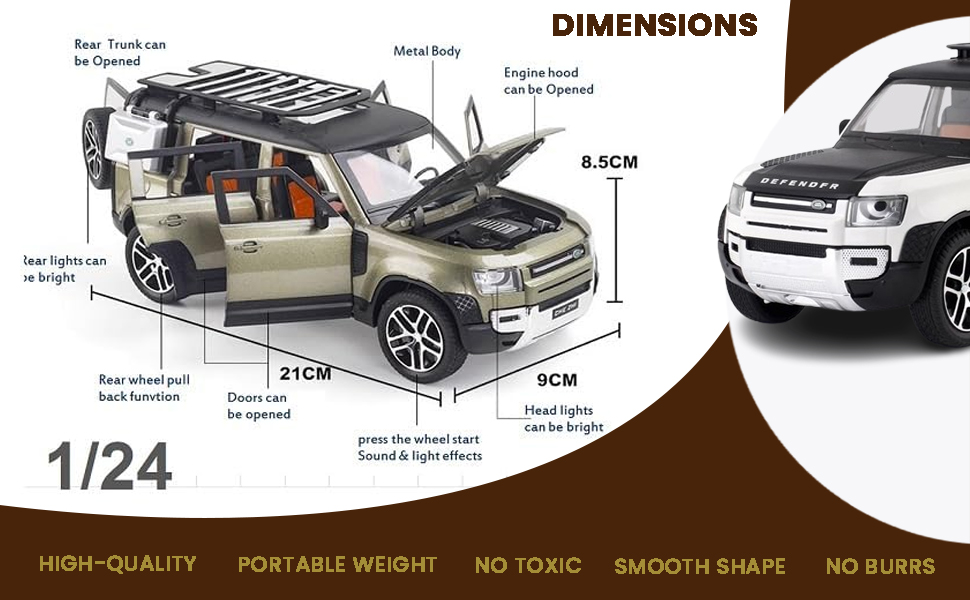 DIMENSIONS
Rear Trunk can
be Opened
Metal Body
Engine hood
can be Opened
8.5CM
DEFENDFR
Rear lights can
be bright
21CM
9CM
Rear wheel pull
back funvtion
Doors can
be opened
Head lights
can be bright
press the wheel start
Sound & light effects
1/24
HIGH-QUALITY PORTABLE WEIGHT NO TOXIC SMOOTH SHAPE NO BURRS